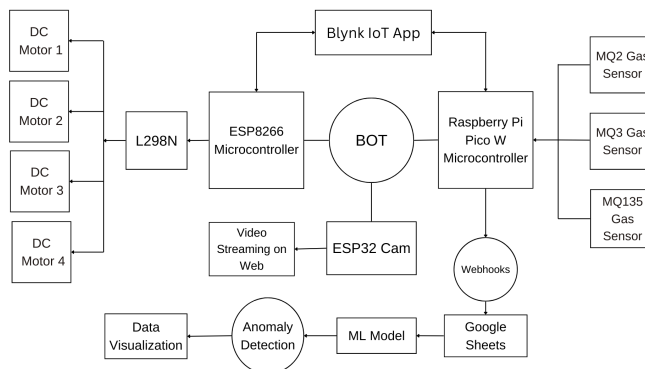 DC
Motor 1
Blynk IoT App
MQ2 Gas
Sensor
DC
Motor 2
L298N
ESP8266
Microcontroller
BOT
Raspberry Pi
Pico W
Microcontroller
MQ3 Gas
Sensor
DC
Motor 3
MQ135
Gas
Sensor
DC
Motor 4
Video
Streaming on
Web
ESP32 Cam
Webhooks
Data
Visualization
Anomaly
Detection
ML Model
Google
Sheets